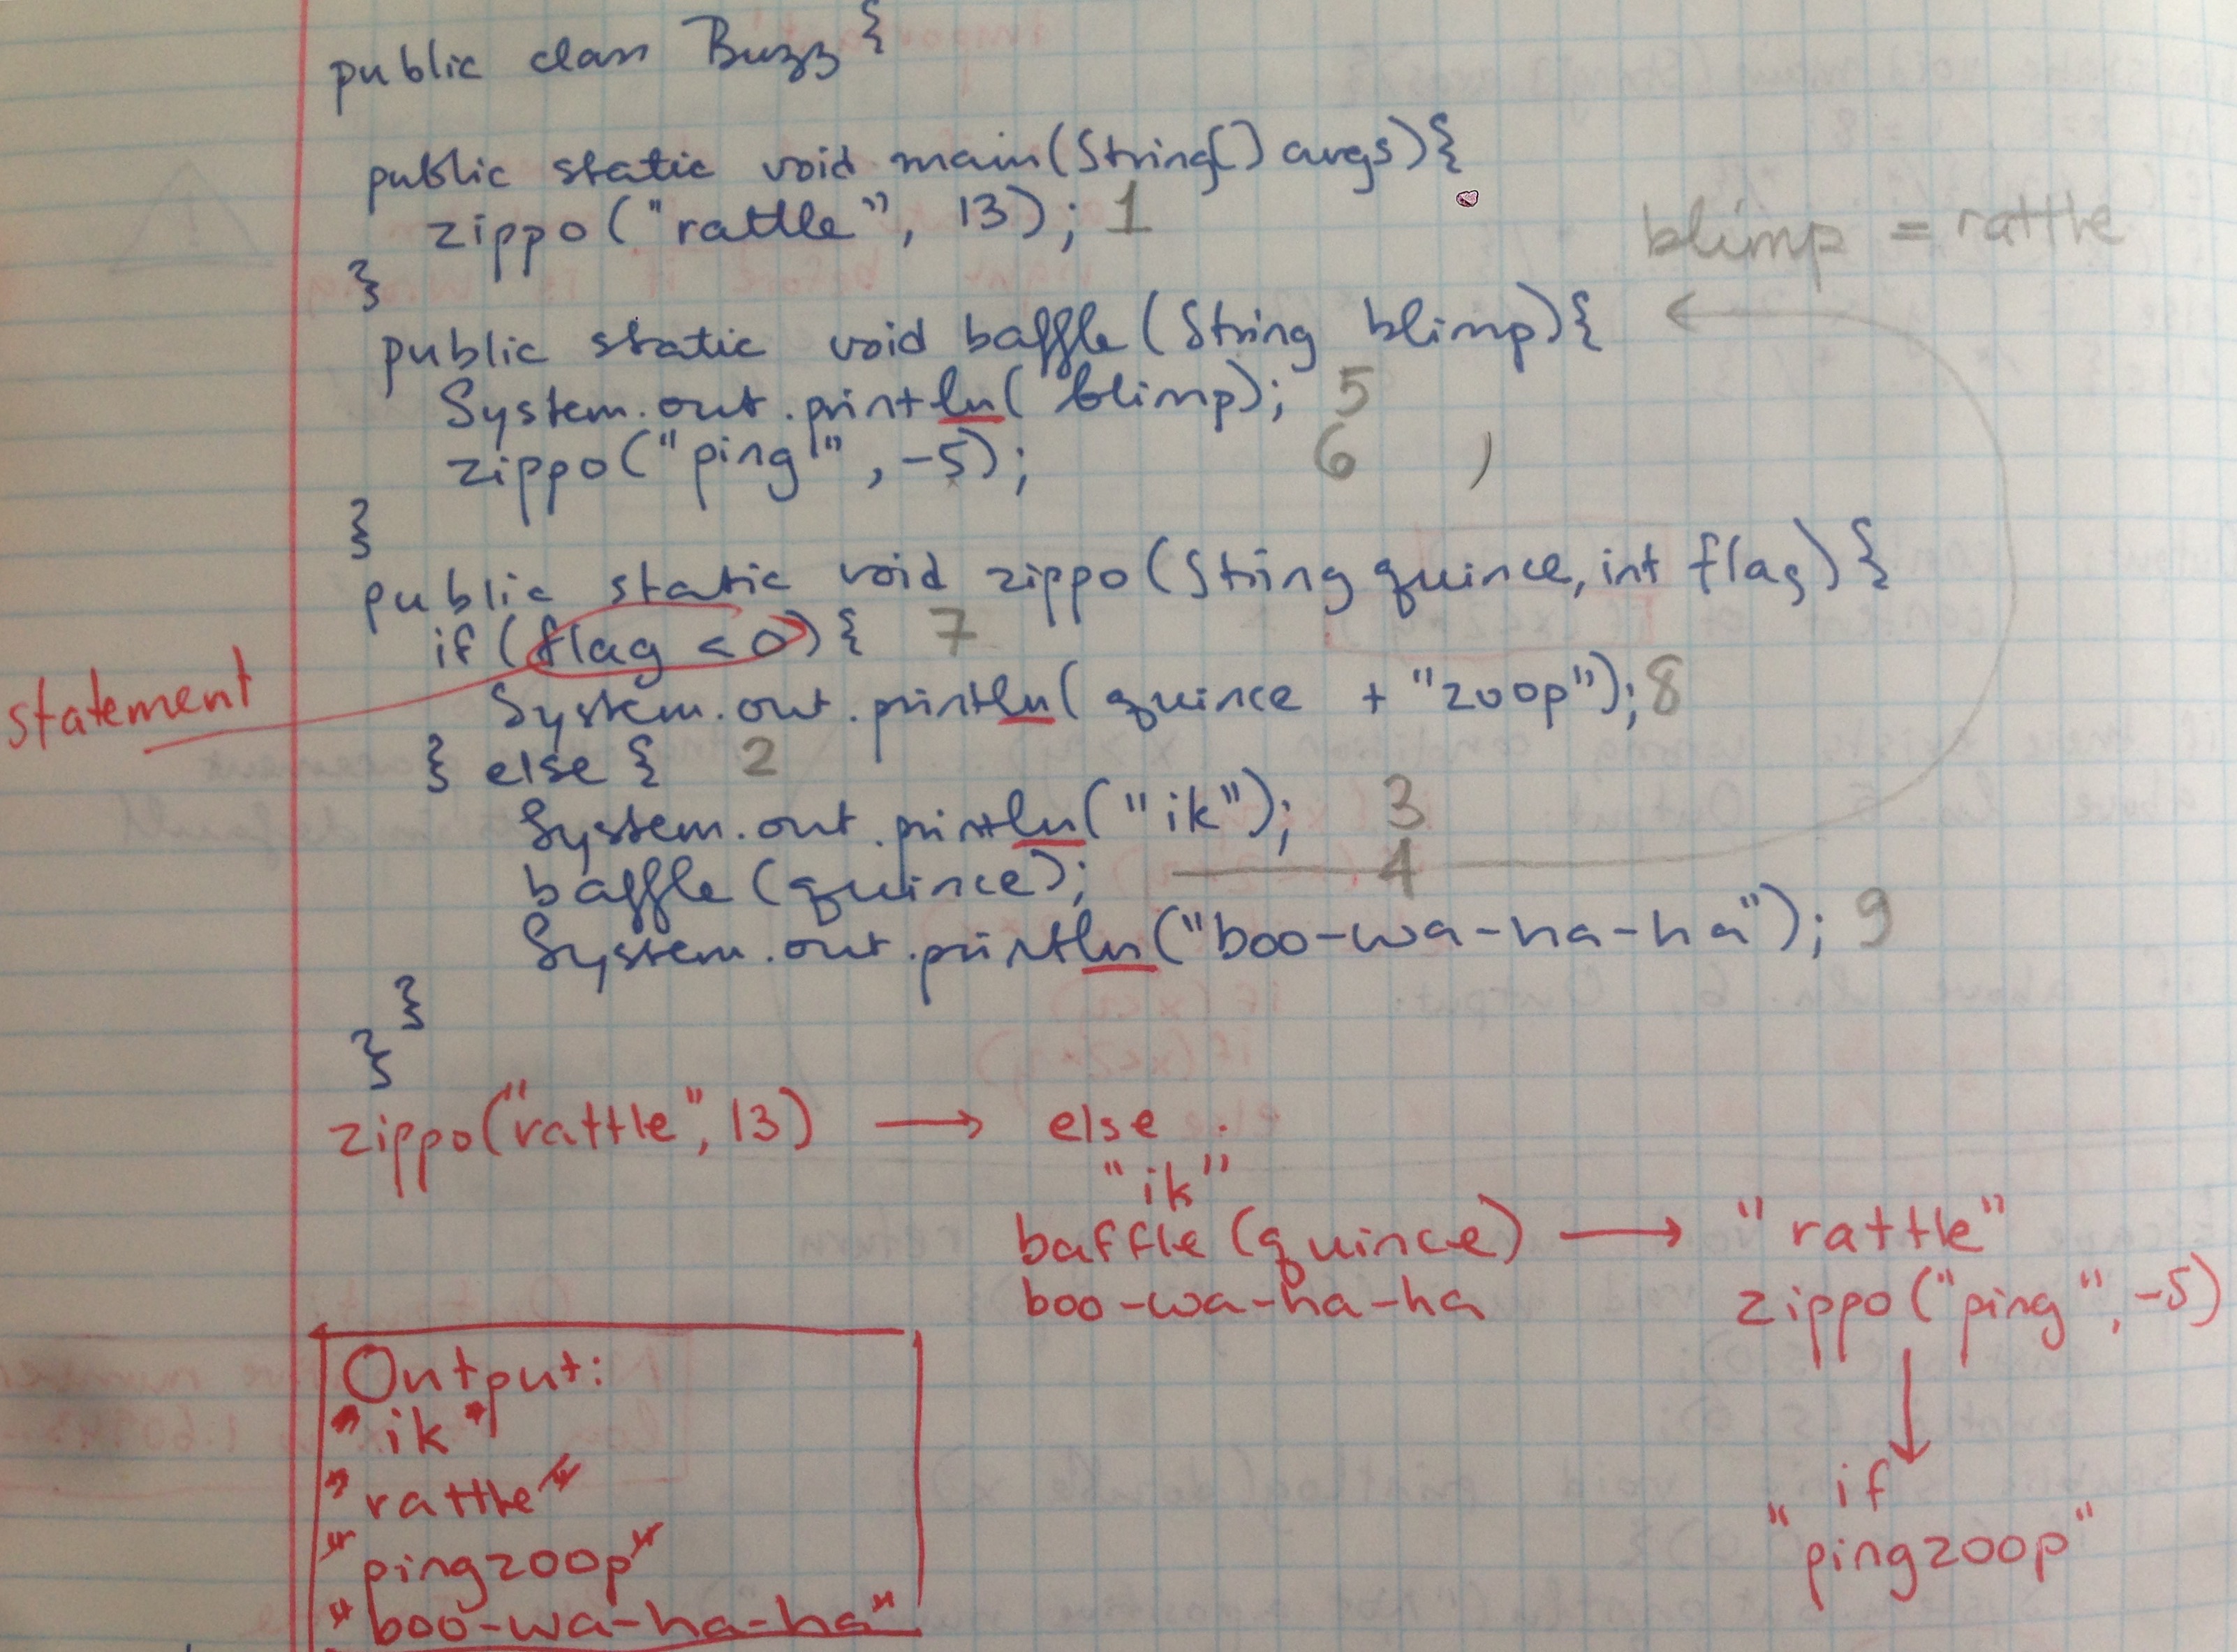 public class Buzz {
public static void main(String[] args){
zippo("rattle", 13); 1
}
blimp = rattle
public static void baffle(String blimp){
System.out.println(blimp); 5
zippo("ping", -5); 6
}
public static void zippo(String quince, int flag){
if (flag < 0) { 7
statement
System.out.println(quince + "zoop"); 8
} else { 2
System.out.println("ik"); 3
baffle(quince); 4
System.out.println("boo-wa-ha-ha"); 9
}
}
zippo("rattle", 13) → else
"ik"
baffle(quince) → "rattle"
boo-wa-ha-ha zippo("ping", -5)
Output:
"ik"
"rattle"
"pingzoop"
"boo-wa-ha-ha"
if
"pingzoop"